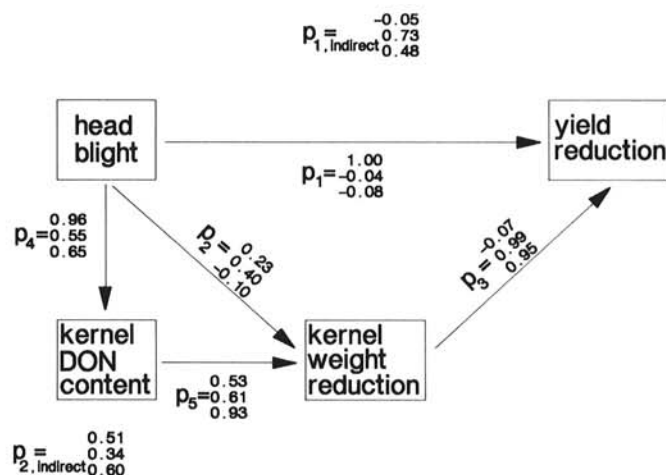 -0.05
p1,indirect= 0.73
0.48
head
blight
yield
reduction
1.00
p1= -0.04
-0.08
0.96
p4= 0.55
0.65
0.23
p2= 0.40
-0.10
-0.07
p3= 0.99
0.95
kernel
DON
content
kernel
weight
reduction
0.53
p5= 0.61
0.93
0.51
p2,indirect= 0.34
0.60